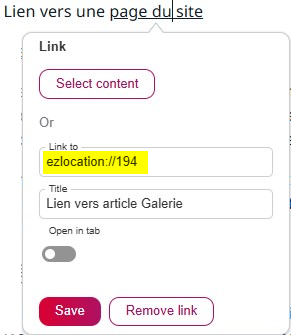 Lien vers une page du site
Link
Select content
Or
Link to
ezlocation://194
Title
Lien vers article Galerie
Open in tab
Save
Remove link